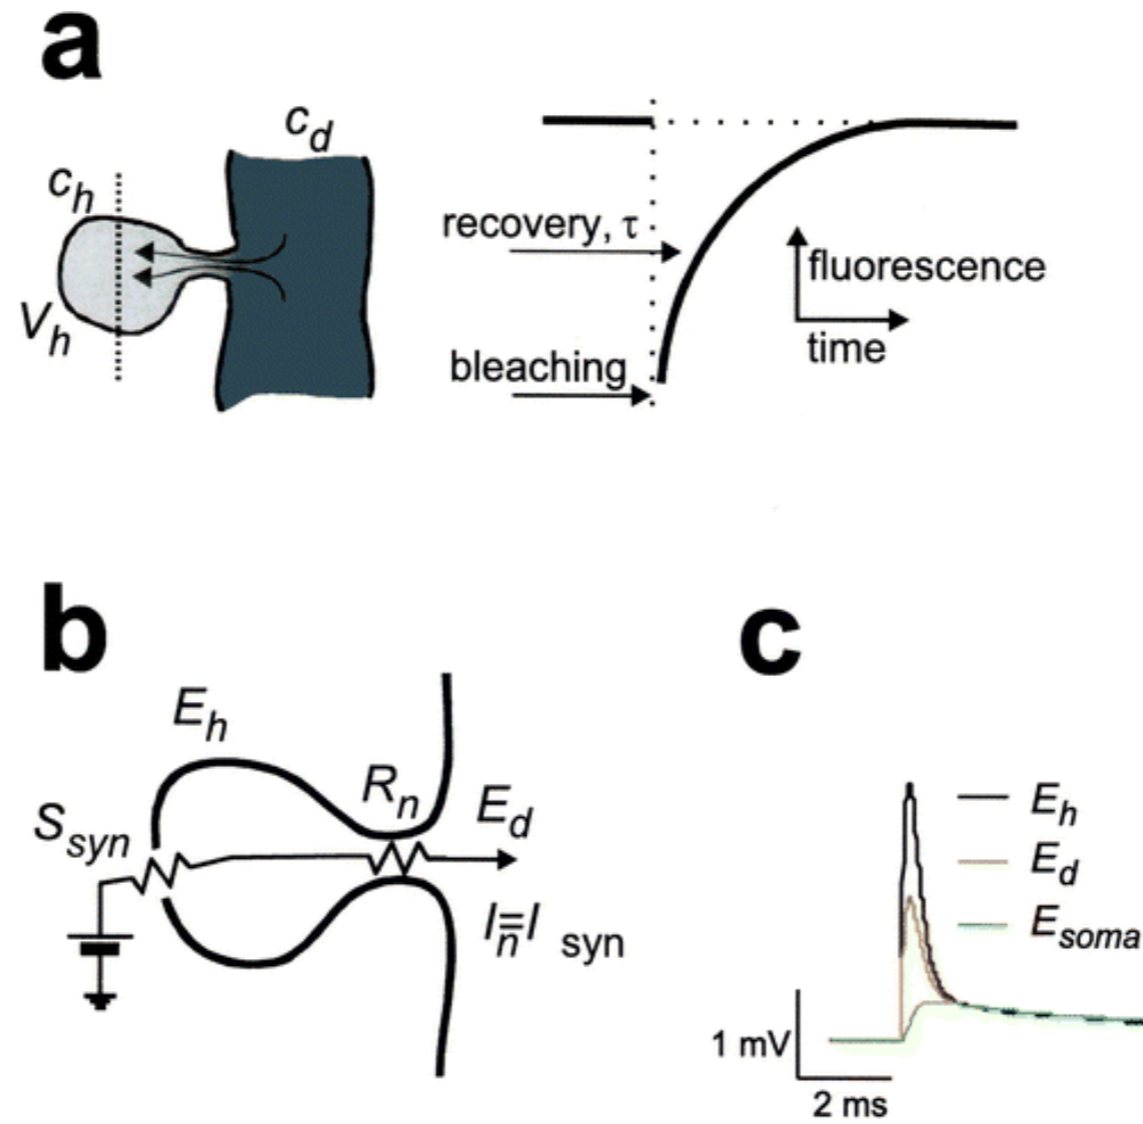 a
c_d
c_h
V_h
recovery, τ
bleaching
fluorescence
time
b
E_h
R_n
E_d
S_syn
I_n≡I_syn
c
E_h
E_d
E_soma
1 mV
2 ms